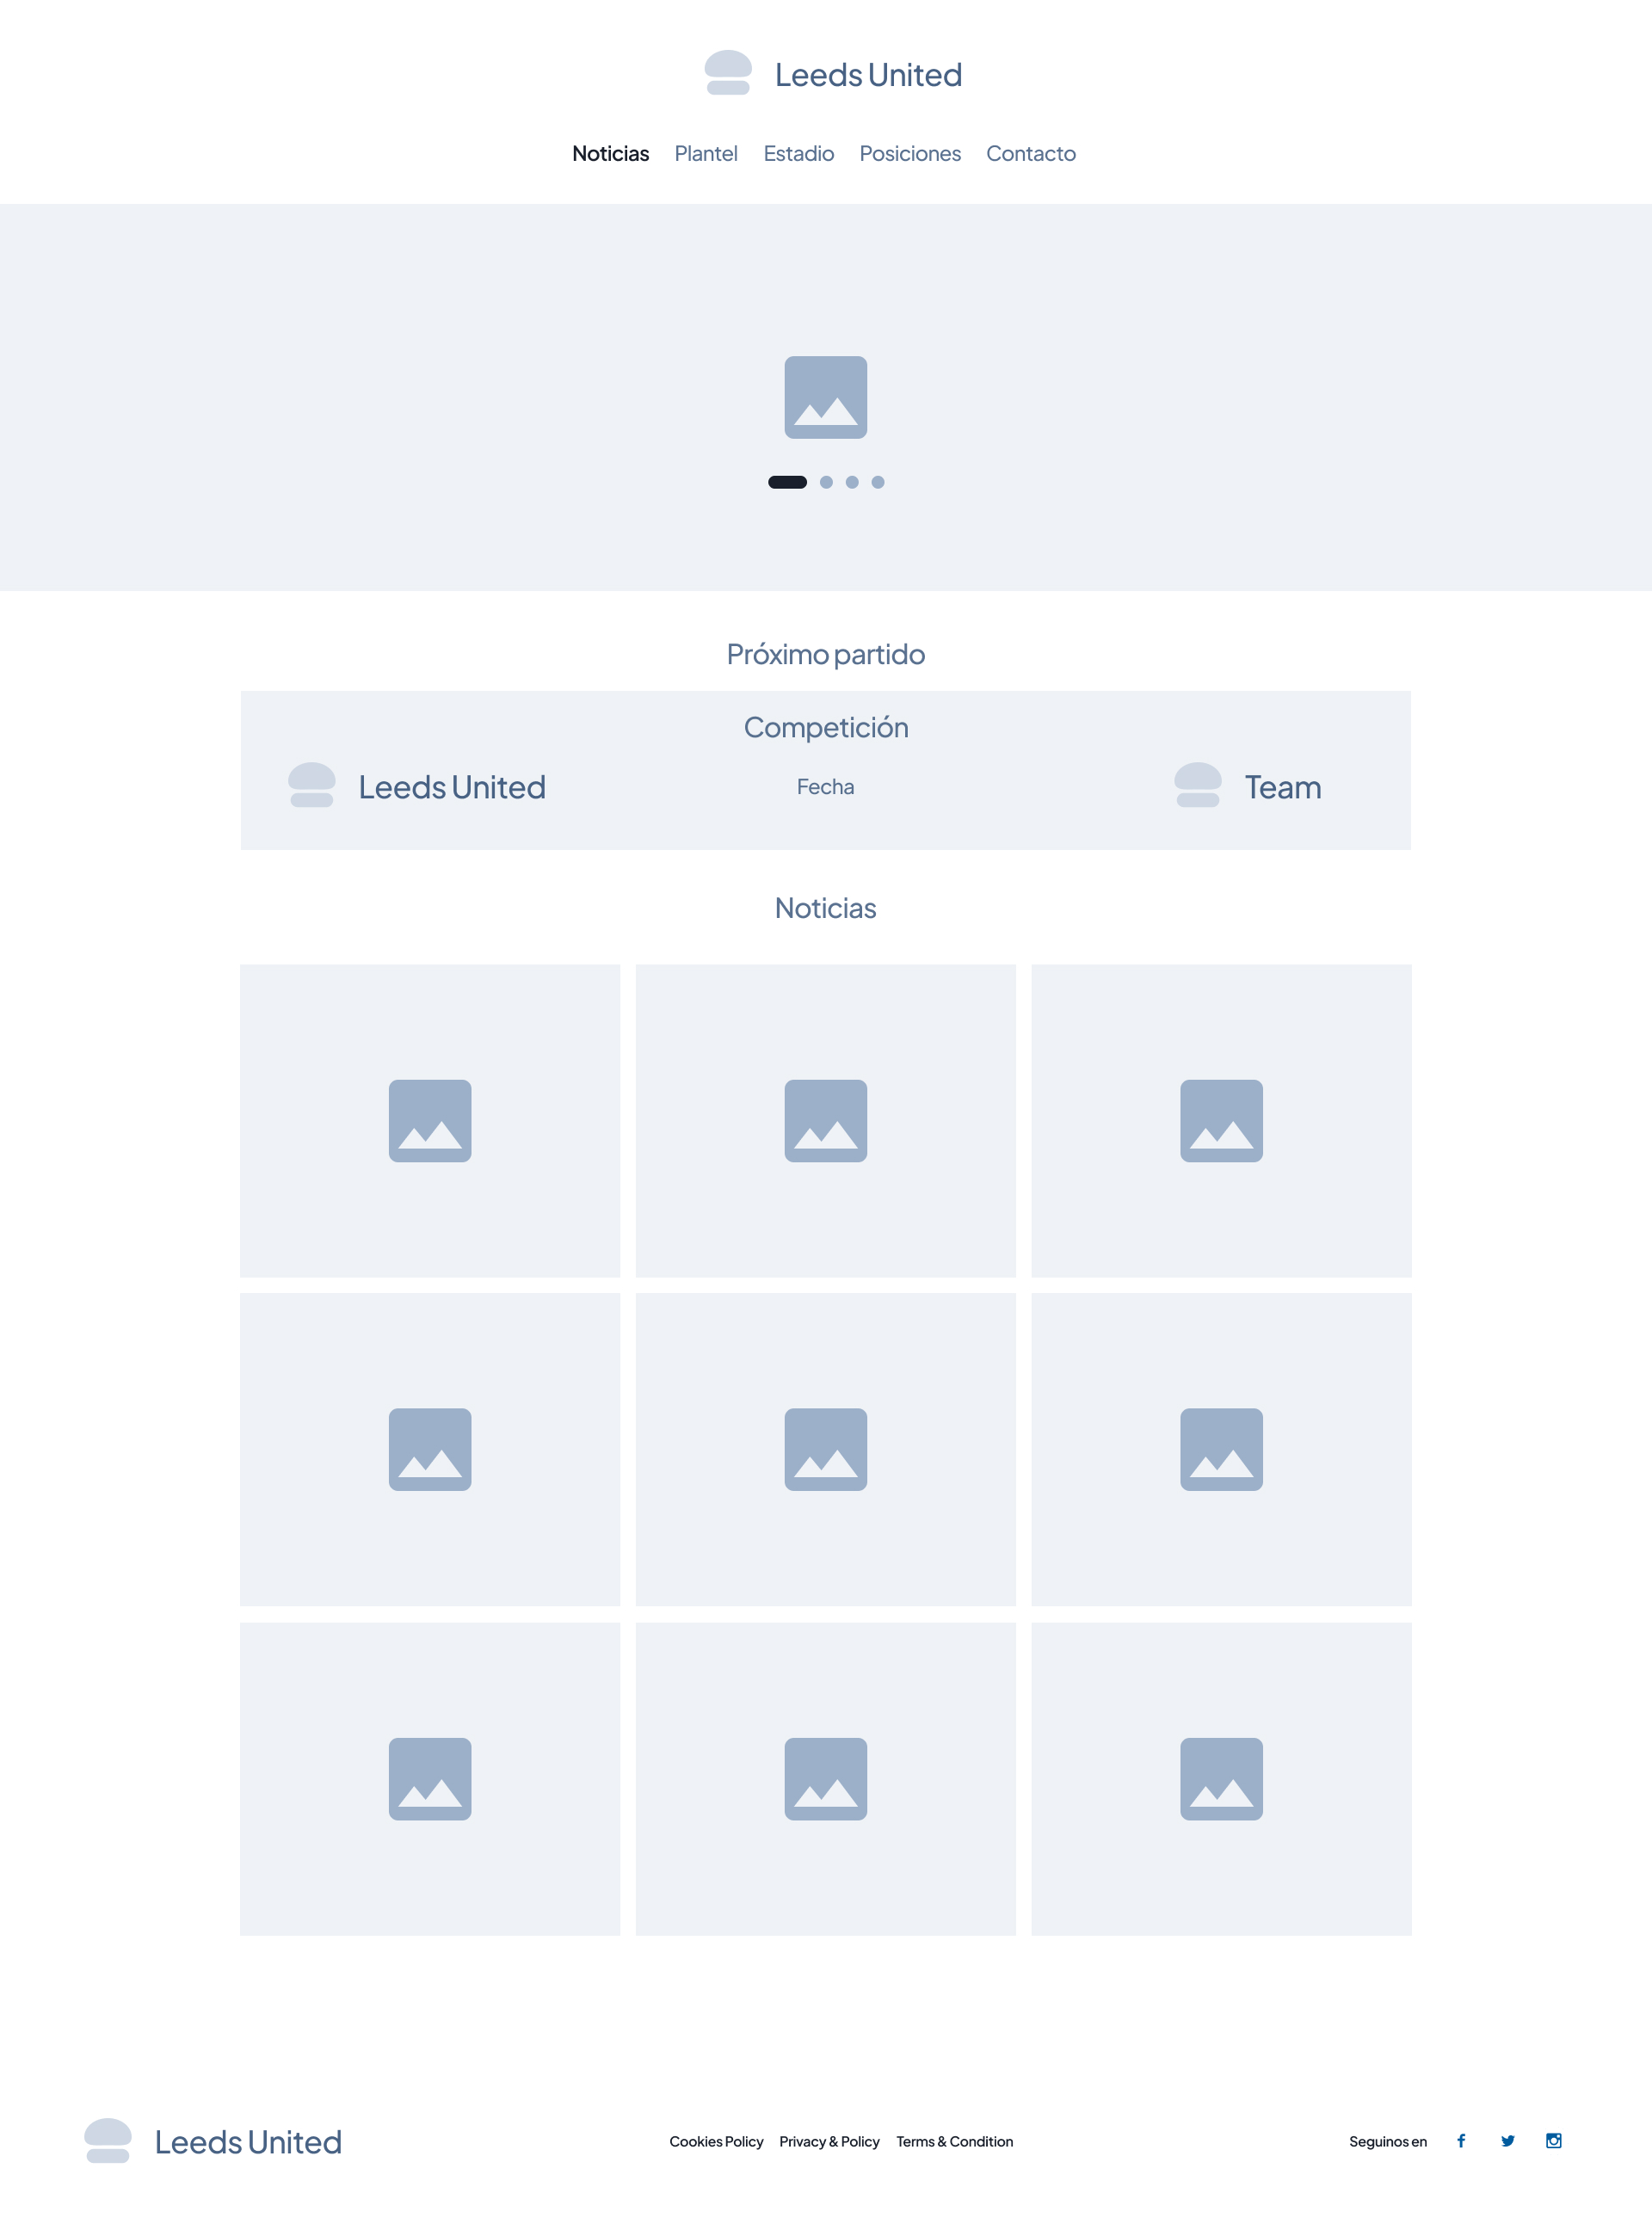 Leeds United
Noticias Plantel Estadio Posiciones Contacto
Próximo partido
Competición
Leeds United Fecha Team
Noticias
Leeds United Cookies Policy Privacy & Policy Terms & Condition Seguinos en